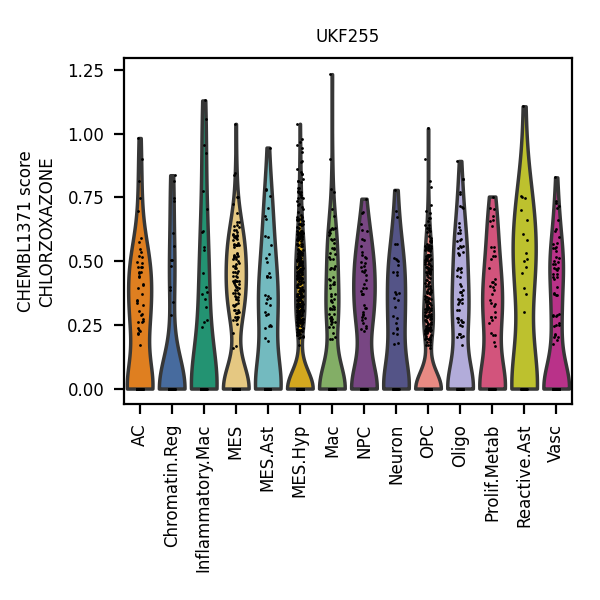 UKF255
CHEMBL1371 score
CHLORZOXAZONE
1.25
1.00
0.75
0.50
0.25
0.00
AC
Chromatin.Reg
Inflammatory.Mac
MES
MES.Ast
MES.Hyp
Mac
NPC
Neuron
OPC
Oligo
Prolif.Metab
Reactive.Ast
Vasc